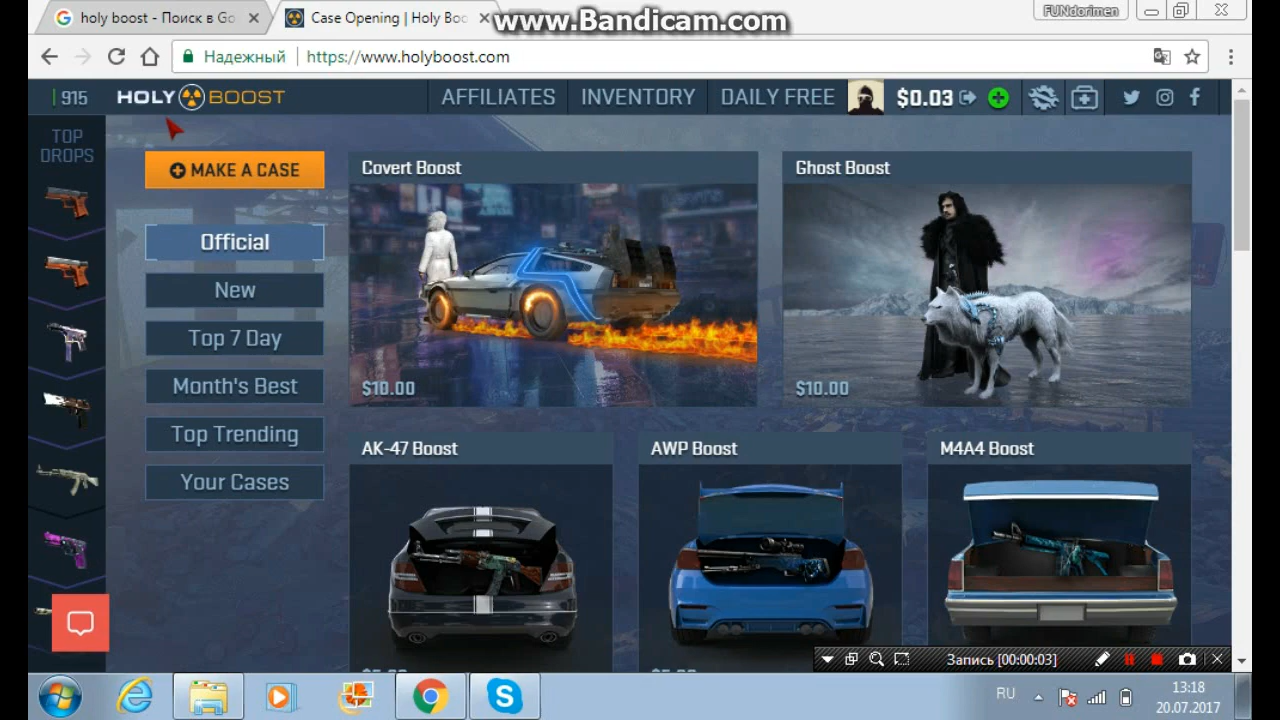 holy boost - Поиск в Go
Case Opening | Holy Boo
www.Bandicam.com
FUNdorimen
Надежный
https://www.holyboost.com
915
HOLY BOOST
AFFILIATES
INVENTORY
DAILY FREE
$0.03
TOP
DROPS
MAKE A CASE
Official
New
Top 7 Day
Month's Best
Top Trending
Your Cases
Covert Boost
$10.00
Ghost Boost
$10.00
AK-47 Boost
AWP Boost
M4A4 Boost
Запись [00:00:03]
RU
13:18
20.07.2017